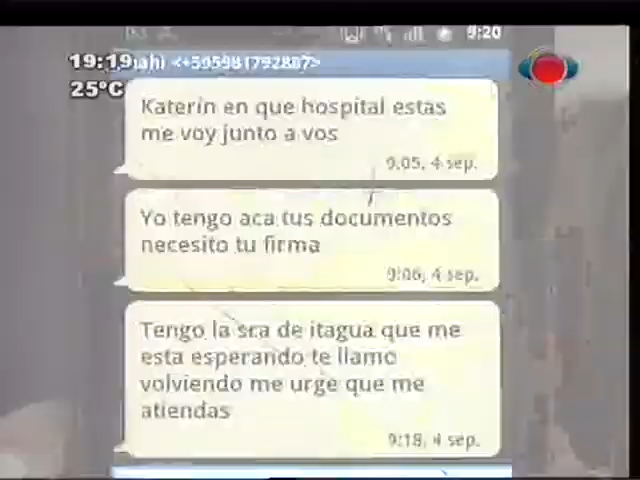 9:20
19:19
25°C
Katerin en que hospital estas
me voy junto a vos
9:05, 4 sep.
Yo tengo aca tus documentos
necesito tu firma
9:06, 4 sep.
Tengo la sra de itagua que me
esta esperando te llamo
volviendo me urge que me
atiendas
9:18, 4 sep.